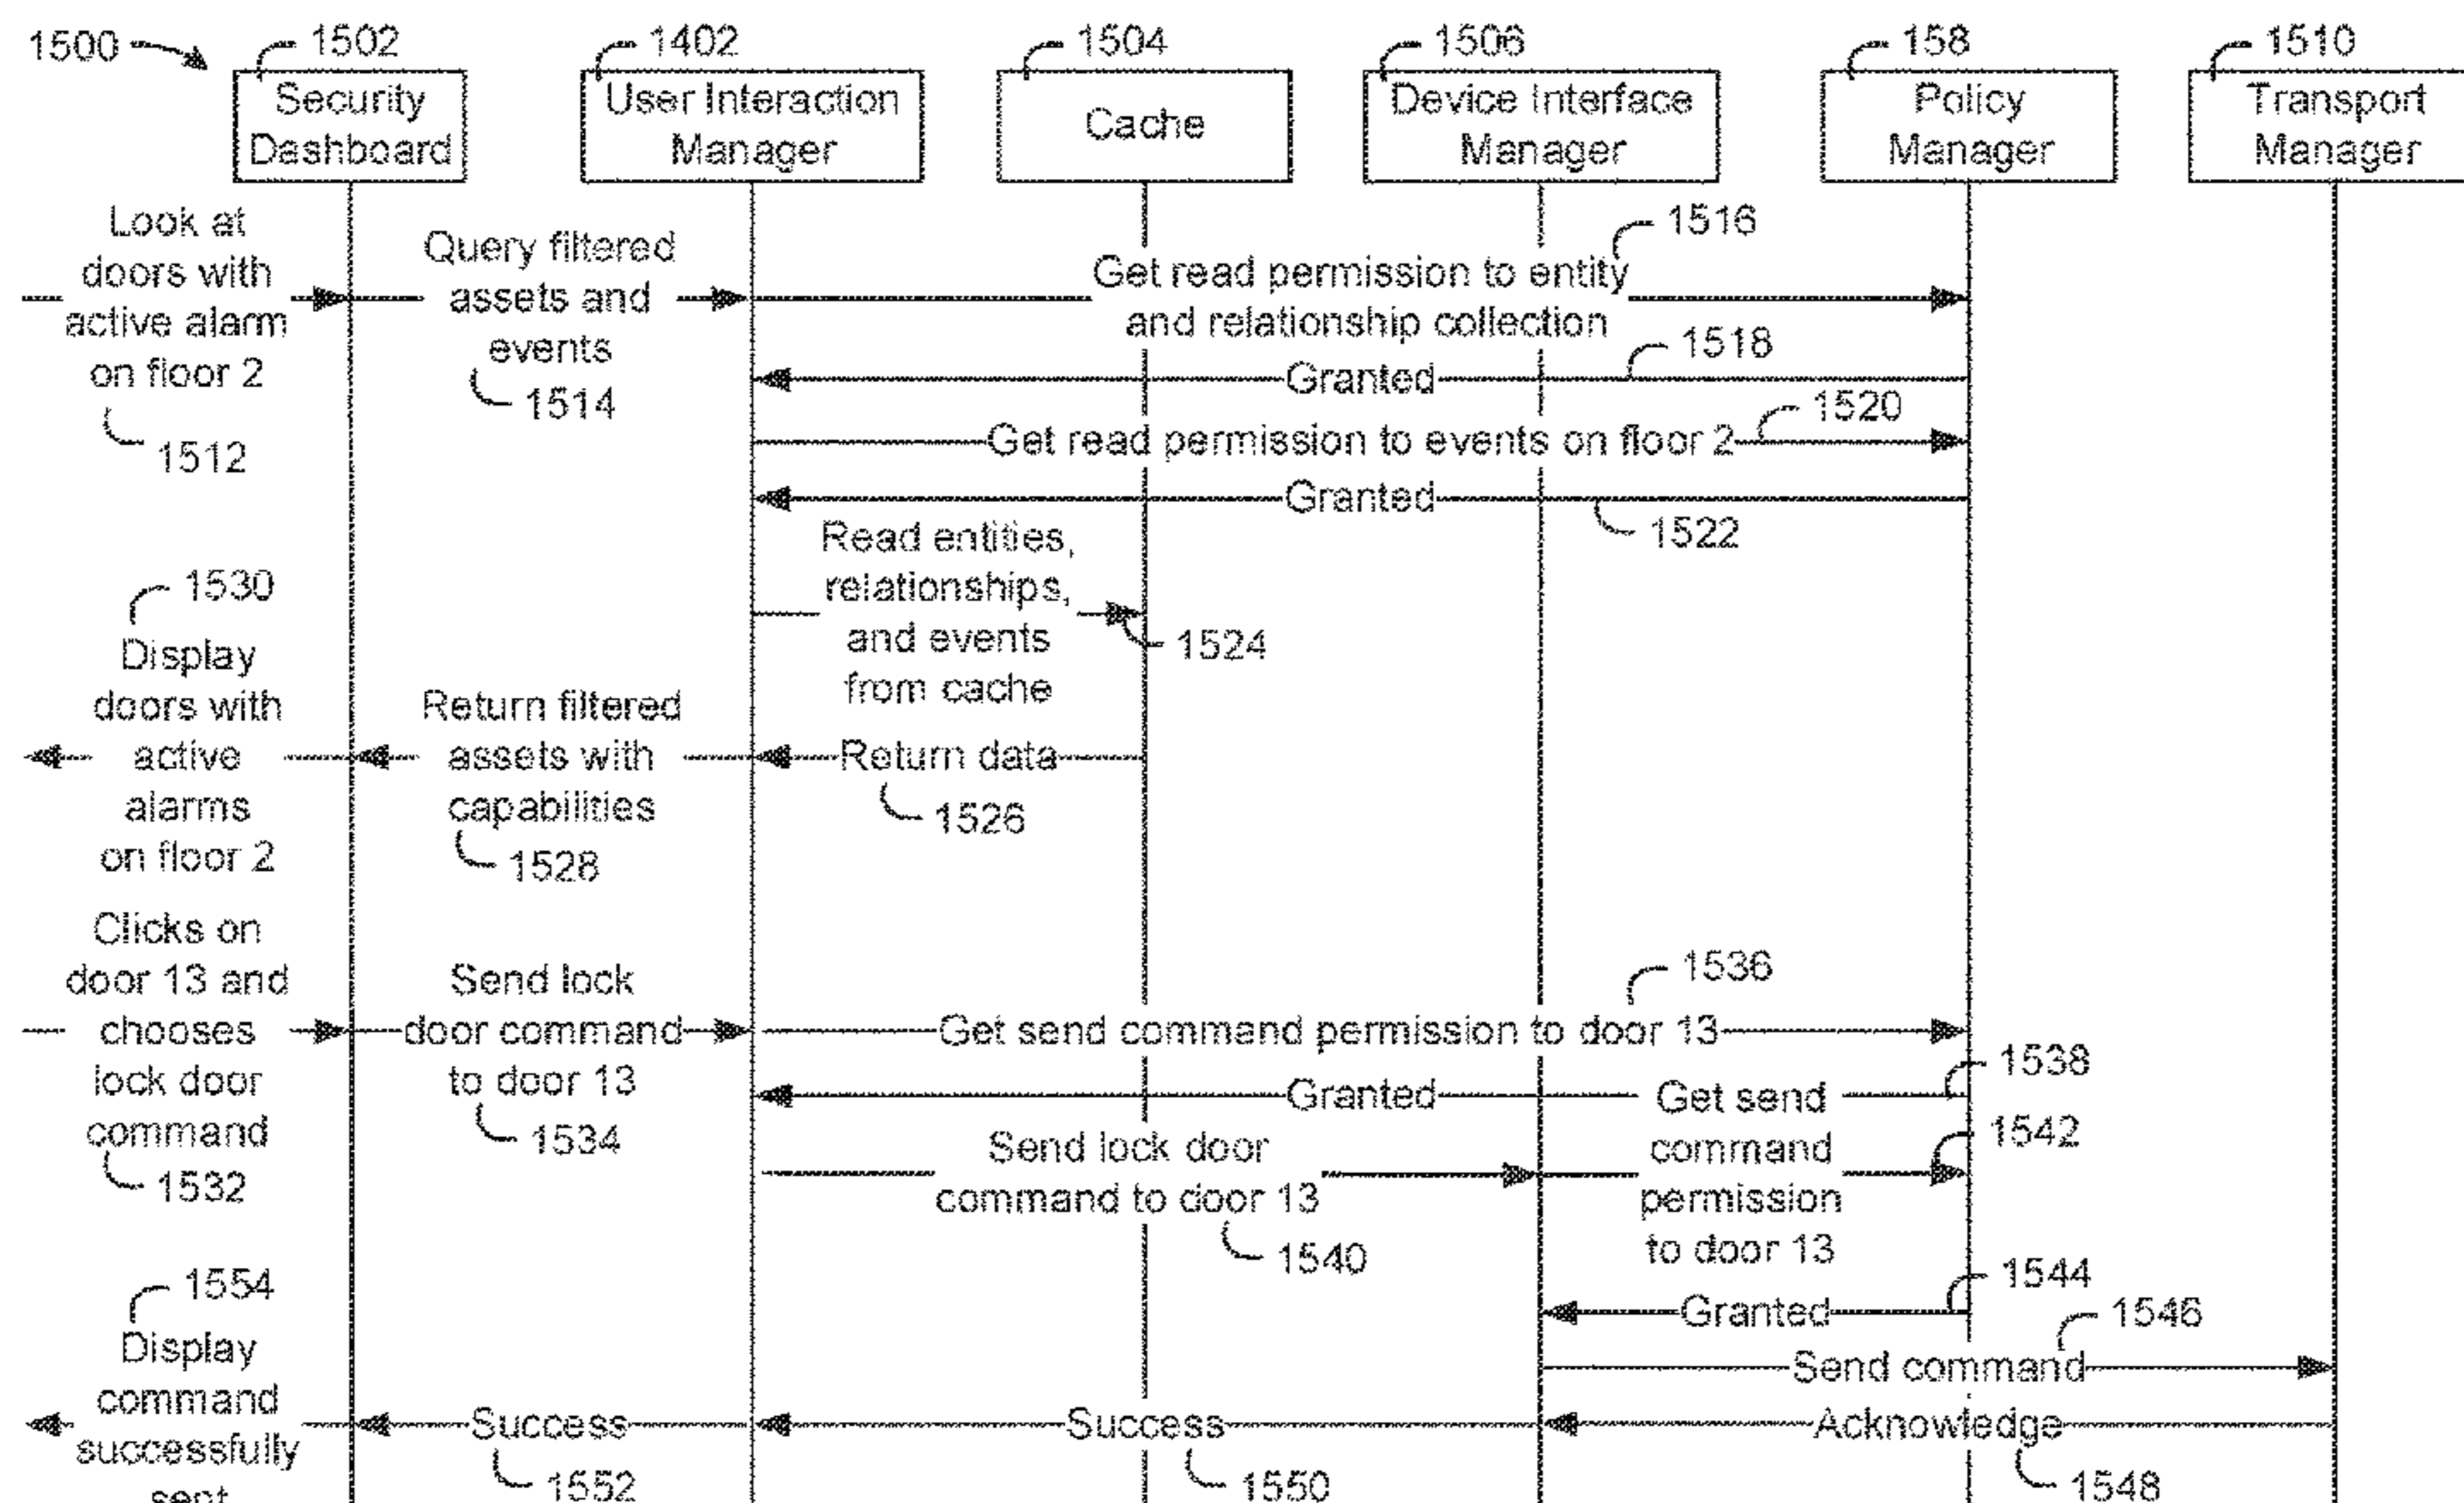 1500
1502
1402
1504
1506
158
1510
Security
Dashboard
User Interaction
Manager
Cache
Device Interface
Manager
Policy
Manager
Transport
Manager
Look at
doors with
active alarm
on floor 2
1512
Query filtered
assets and
events
1514
1516
Get read permission to entity
and relationship collection
1518
Granted
1520
Get read permission to events on floor 2
Granted
1522
Read entities,
relationships,
and events
from cache
1524
1530
Display
doors with
active
alarms
on floor 2
Return filtered
assets with
capabilities
1528
Return data
1526
Clicks on
door 13 and
chooses
lock door
command
1532
Send lock
door command
to door 13
1534
1536
Get send command permission to door 13
1538
Granted
Get send
command
permission
to door 13
1542
Send lock door
command to door 13
1540
1544
Granted
1546
Send command
1554
Display
command
successfully
sent
Success
1552
Success
1550
Acknowledge
1548